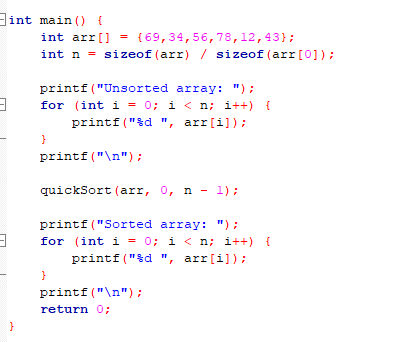 int main() {
    int arr[] = {69,34,56,78,12,43};
    int n = sizeof(arr) / sizeof(arr[0]);

    printf("Unsorted array: ");
    for (int i = 0; i < n; i++) {
        printf("%d ", arr[i]);
    }
    printf("\n");

    quickSort(arr, 0, n - 1);

    printf("Sorted array: ");
    for (int i = 0; i < n; i++) {
        printf("%d ", arr[i]);
    }
    printf("\n");
    return 0;
}